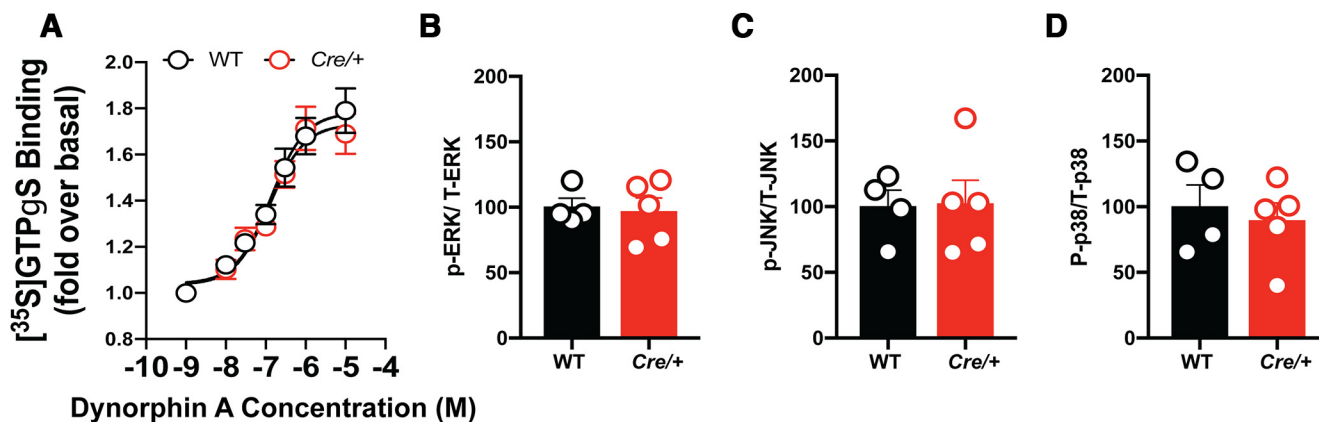 A
B
C
D
WT
Cre/+
[³⁵S]GTPgS Binding
(fold over basal)
2.0
1.8
1.6
1.4
1.2
1.0
0.8
-10
-9
-8
-7
-6
-5
-4
Dynorphin A Concentration (M)
p-ERK/ T-ERK
200
150
100
50
0
WT
Cre/+
p-JNK/T-JNK
200
150
100
50
0
WT
Cre/+
P-p38/T-p38
200
150
100
50
0
WT
Cre/+